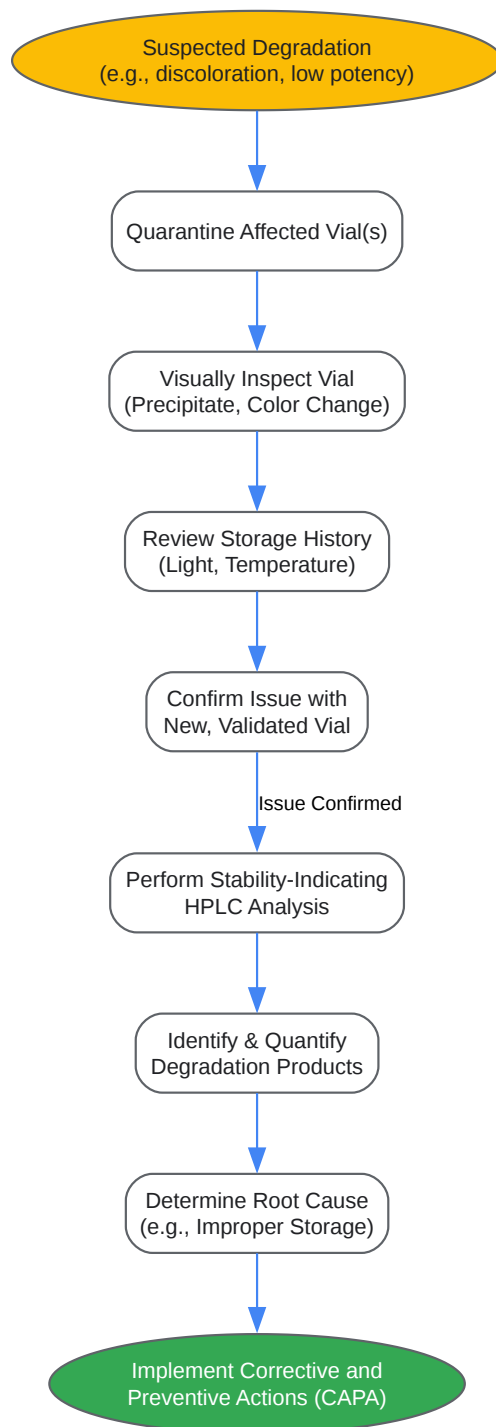 Suspected Degradation
(e.g., discoloration, low potency)
Quarantine Affected Vial(s)
Visually Inspect Vial
(Precipitate, Color Change)
Review Storage History
(Light, Temperature)
Confirm Issue with
New, Validated Vial
Issue Confirmed
Perform Stability-Indicating
HPLC Analysis
Identify & Quantify
Degradation Products
Determine Root Cause
(e.g., Improper Storage)
Implement Corrective and
Preventive Actions (CAPA)